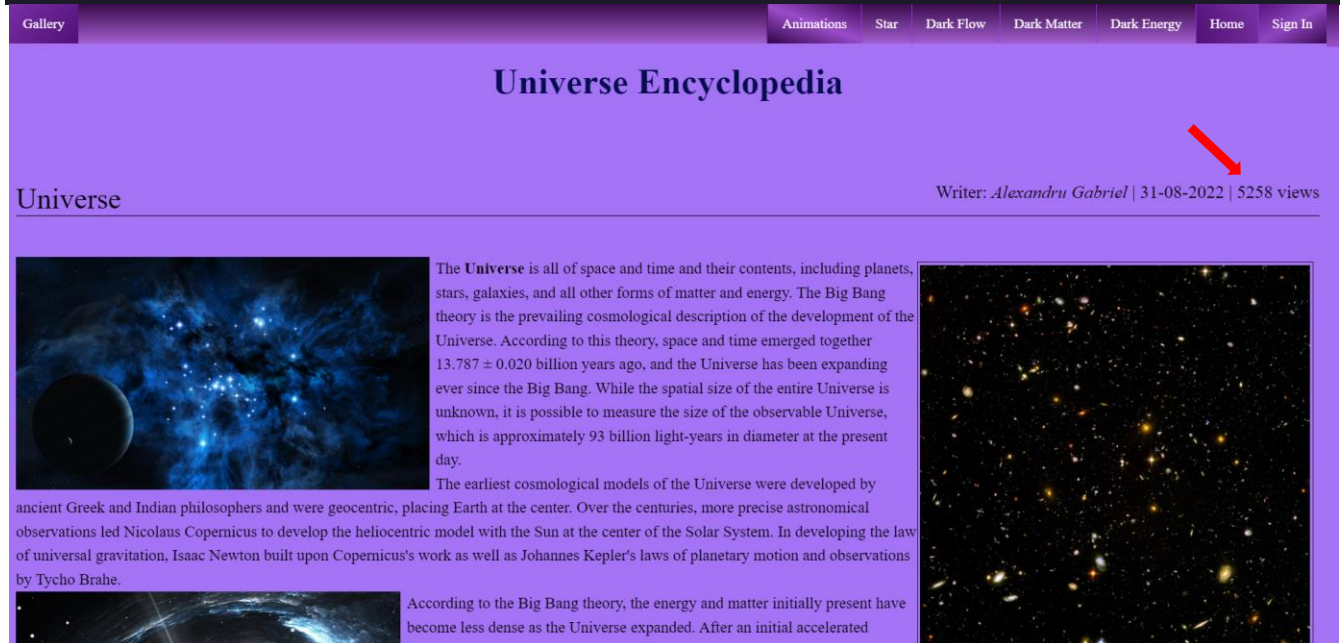 Gallery
Animations Star Dark Flow Dark Matter Dark Energy Home Sign In
Universe Encyclopedia
Universe
Writer: Alexandru Gabriel | 31-08-2022 | 5258 views
The Universe is all of space and time and their contents, including planets,
stars, galaxies, and all other forms of matter and energy. The Big Bang
theory is the prevailing cosmological description of the development of the
Universe. According to this theory, space and time emerged together
13.787 ± 0.020 billion years ago, and the Universe has been expanding
ever since the Big Bang. While the spatial size of the entire Universe is
unknown, it is possible to measure the size of the observable Universe,
which is approximately 93 billion light-years in diameter at the present
day.
The earliest cosmological models of the Universe were developed by
ancient Greek and Indian philosophers and were geocentric, placing Earth at the center. Over the centuries, more precise astronomical
observations led Nicolaus Copernicus to develop the heliocentric model with the Sun at the center of the Solar System. In developing the law
of universal gravitation, Isaac Newton built upon Copernicus's work as well as Johannes Kepler's laws of planetary motion and observations
by Tycho Brahe.
According to the Big Bang theory, the energy and matter initially present have
become less dense as the Universe expanded. After an initial accelerated